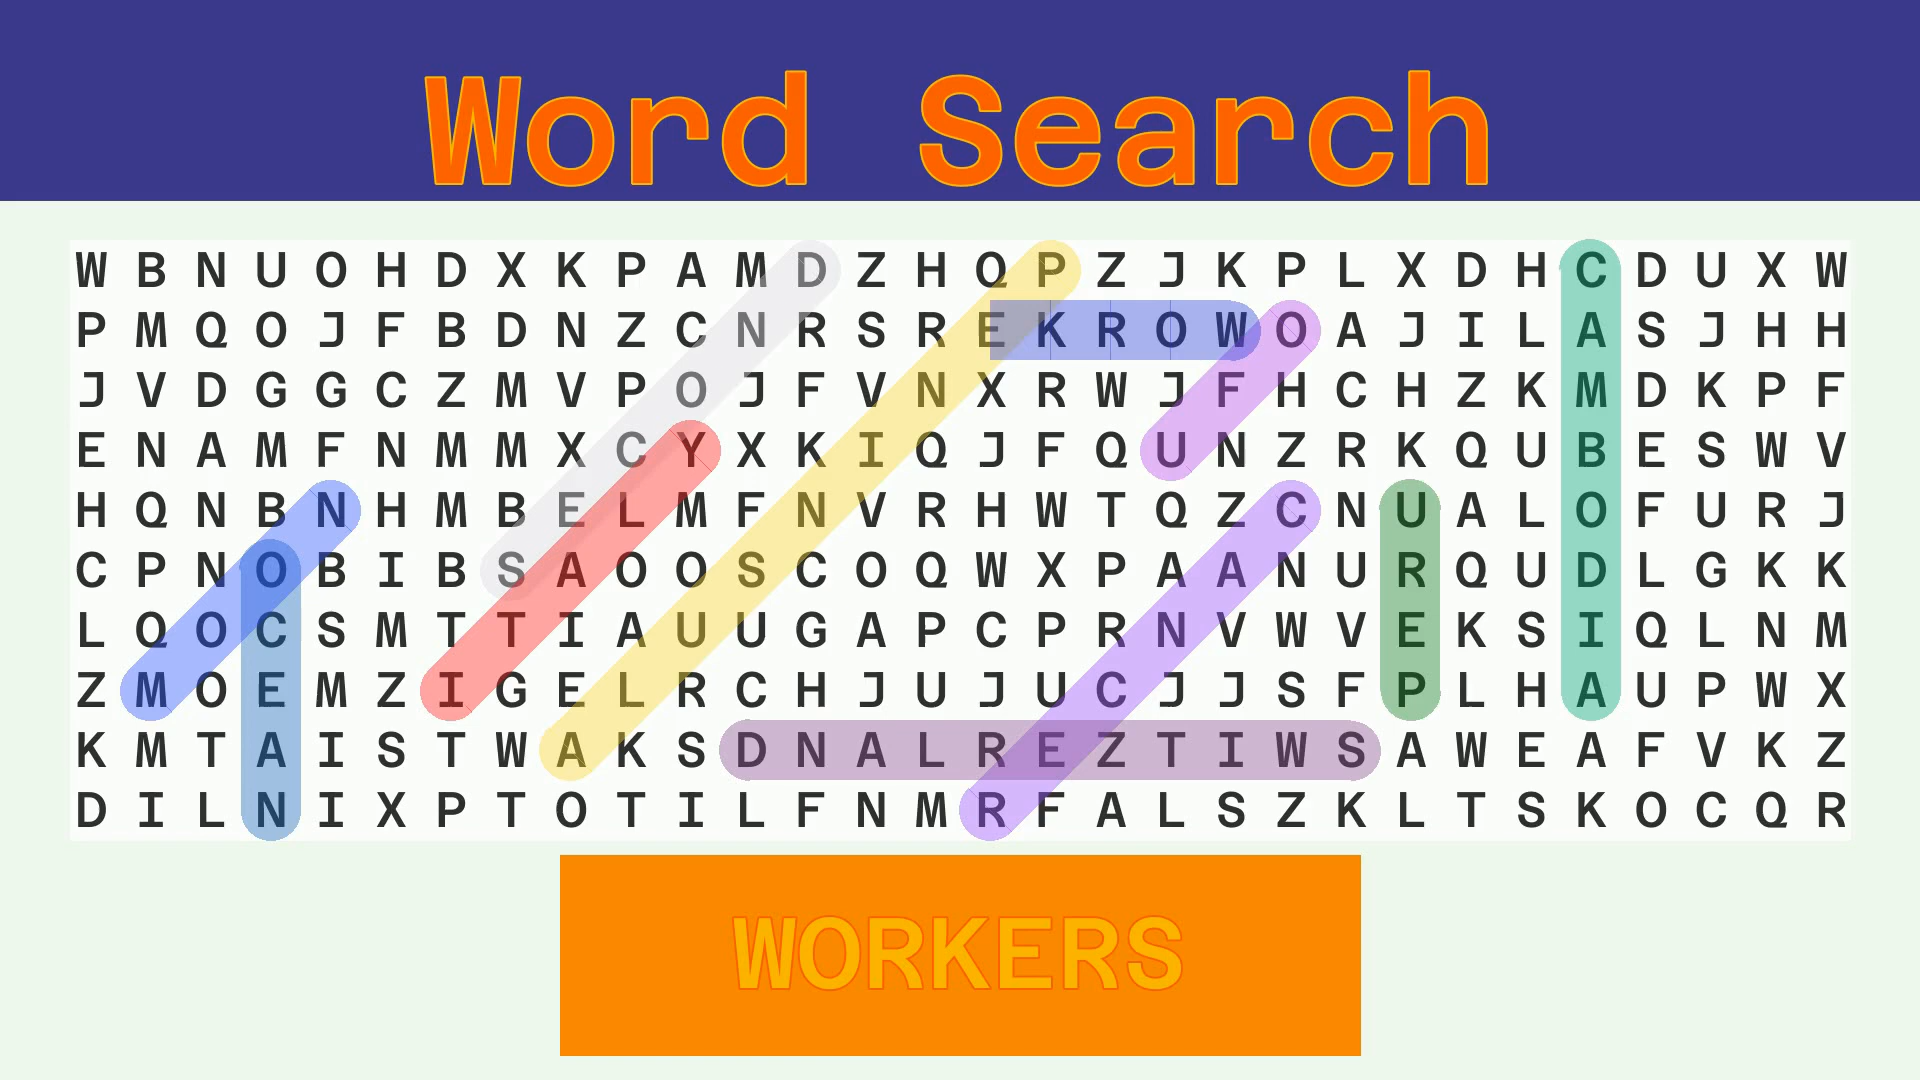 Word Search
W B N U O H D X K P A M D Z H Q P Z J K P L X D H C D U X W
P M Q O J F B D N Z C N R S R E K R O W O A J I L A S J H H
J V D G G C Z M V P O J F V N X R W J F H C H Z K M D K P F
E N A M F N M M X C Y X K I Q J F Q U N Z R K Q U B E S W V
H Q N B N H M B E L M F N V R H W T Q Z C N U A L O F U R J
C P N O B I B S A O O S C O Q W X P A A N U R Q U D L G K K
L Q O C S M T T I A U U G A P C P R N V W V E K S I Q L N M
Z M O E M Z I G E L R C H J U J U C J J S F P L H A U P W X
K M T A I S T W A K S D N A L R E Z T I W S A W E A F V K Z
D I L N I X P T O T I L F N M R F A L S Z K L T S K O C Q R
WORKERS